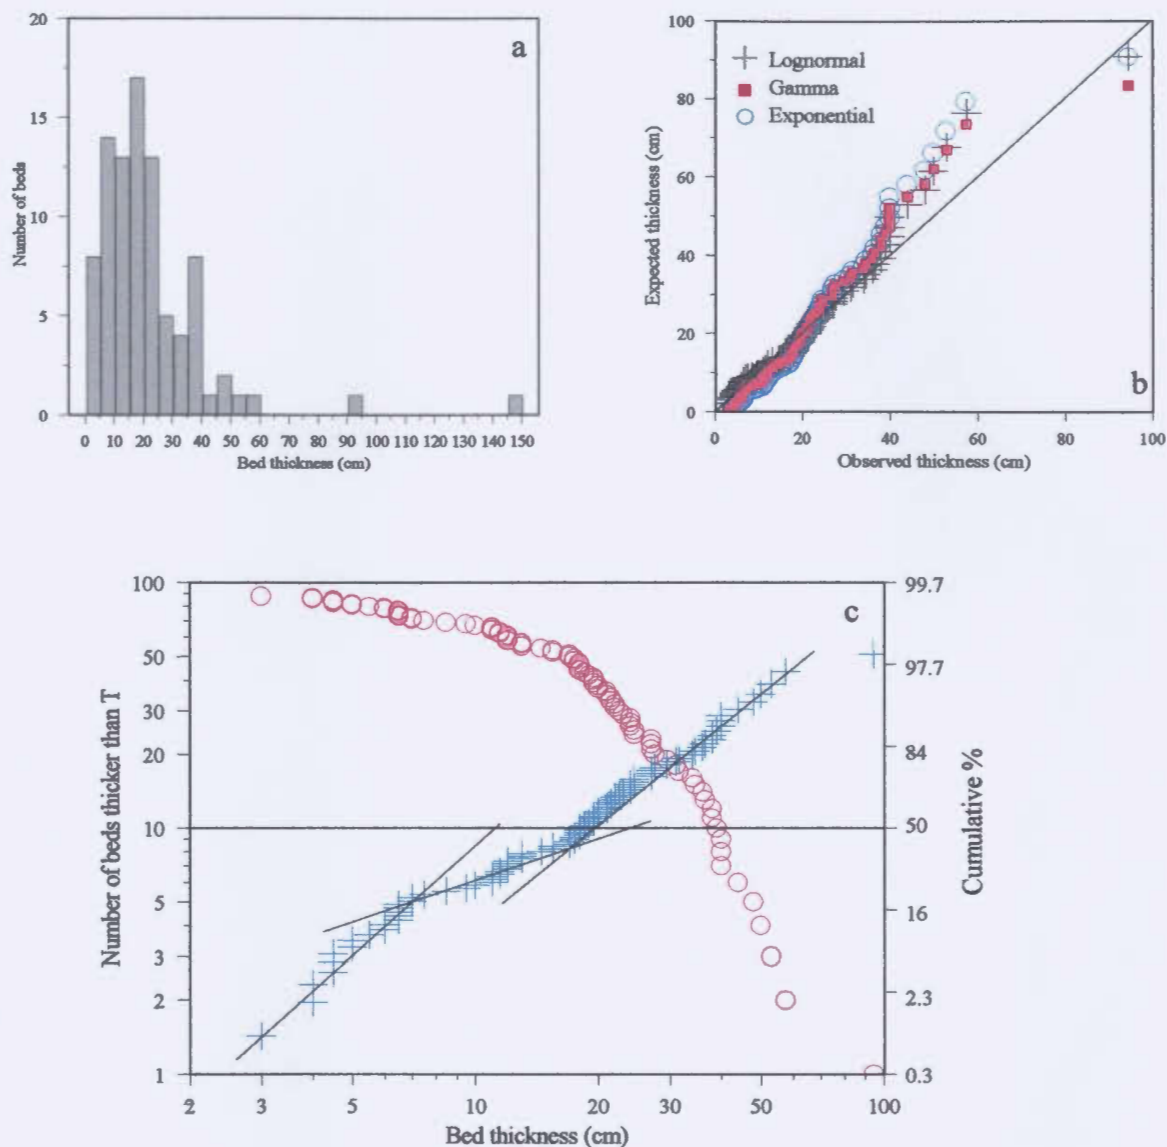 a
20
15
10
5
0
Number of beds
0 10 20 30 40 50 60 70 80 90 100 110 120 130 140 150
Bed thickness (cm)
b
100
80
60
40
20
0
Expected thickness (cm)
Lognormal
Gamma
Exponential
0 20 40 60 80 100
Observed thickness (cm)
c
100
50
30
20
10
5
3
2
1
Number of beds thicker than T
99.7
97.7
84
50
16
2.3
0.3
Cumulative %
2 3 5 10 20 30 50 100
Bed thickness (cm)